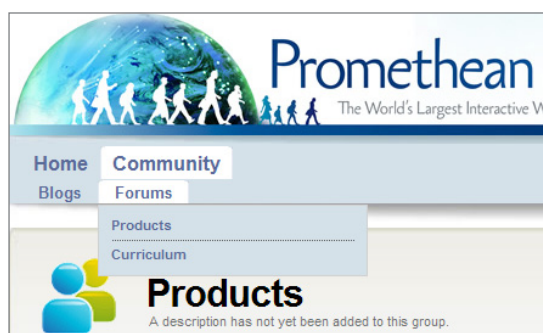 Promethean
The World's Largest Interactive W
Home Community
Blogs Forums
Products
Curriculum
Products
A description has not yet been added to this group.